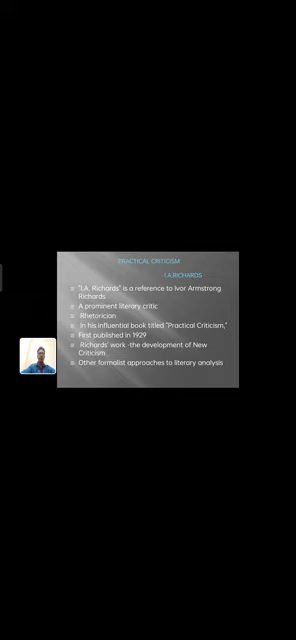 PRACTICAL CRITICISM
-I.A.RICHARDS
"I.A. Richards" is a reference to Ivor Armstrong
Richards
A prominent literary critic
Rhetorician
In his influential book titled "Practical Criticism,"
First published in 1929
Richards' work -the development of New
Criticism
Other formalist approaches to literary analysis